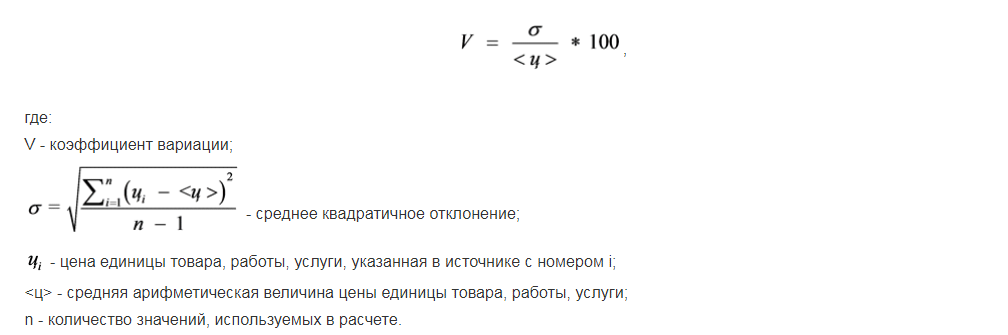 V = σ / <ц> * 100 ,
где:
V - коэффициент вариации;
σ = √(∑ⁿᵢ₌₁(цᵢ - <ц>)² / (n - 1)) - среднее квадратичное отклонение;
цᵢ - цена единицы товара, работы, услуги, указанная в источнике с номером i;
<ц> - средняя арифметическая величина цены единицы товара, работы, услуги;
n - количество значений, используемых в расчете.